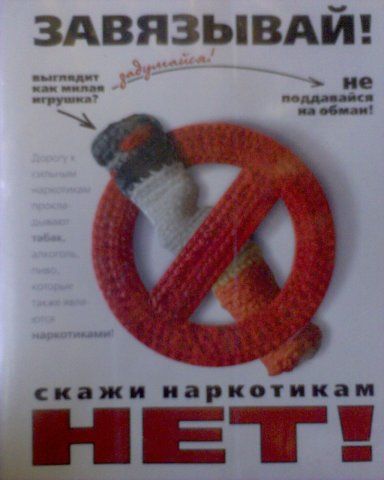 ЗАВЯЗЫВАЙ!
задумайся!
выглядит
как милая
игрушка?
не
поддавайся
на обман!
Дорогу к
сильным
наркотикам
прокла-
дывают
табак,
алкоголь,
пиво,
которые
также явля-
ются
наркотиками!
скажи наркотикам
НЕТ!